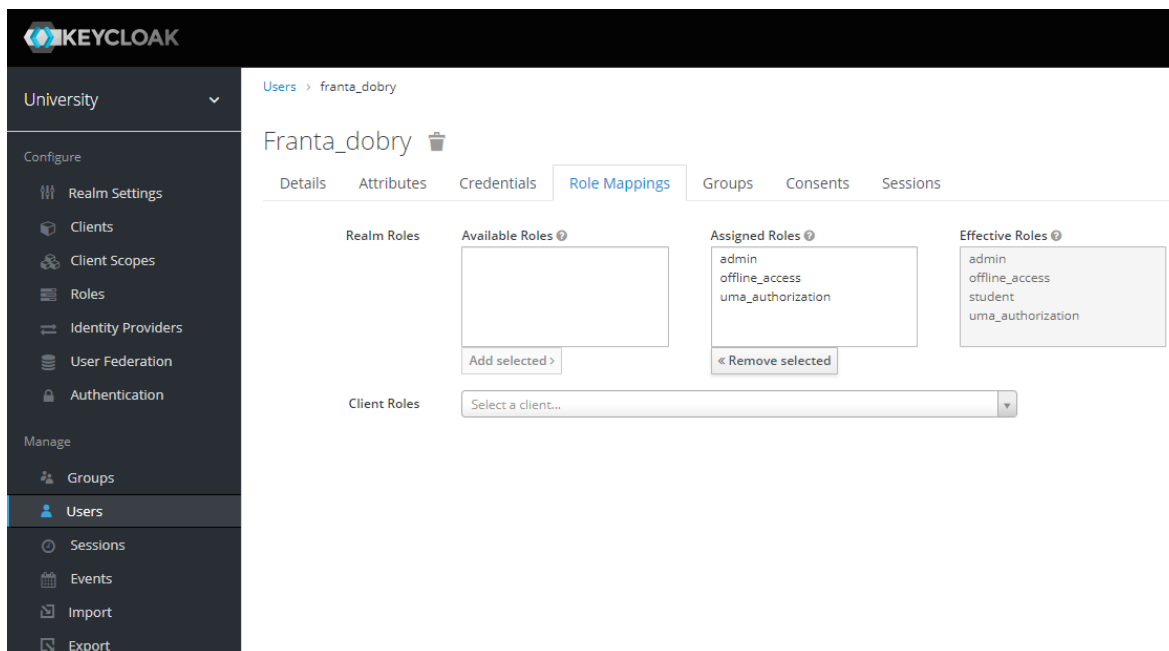 KEYCLOAK
University
Users > franta_dobry
Franta_dobry
Configure
Details Attributes Credentials Role Mappings Groups Consents Sessions
Realm Settings
Clients
Client Scopes
Roles
Identity Providers
User Federation
Authentication
Realm Roles
Available Roles
Add selected >
Assigned Roles
admin
offline_access
uma_authorization
« Remove selected
Effective Roles
admin
offline_access
student
uma_authorization
Client Roles
Select a client...
Manage
Groups
Users
Sessions
Events
Import
Export